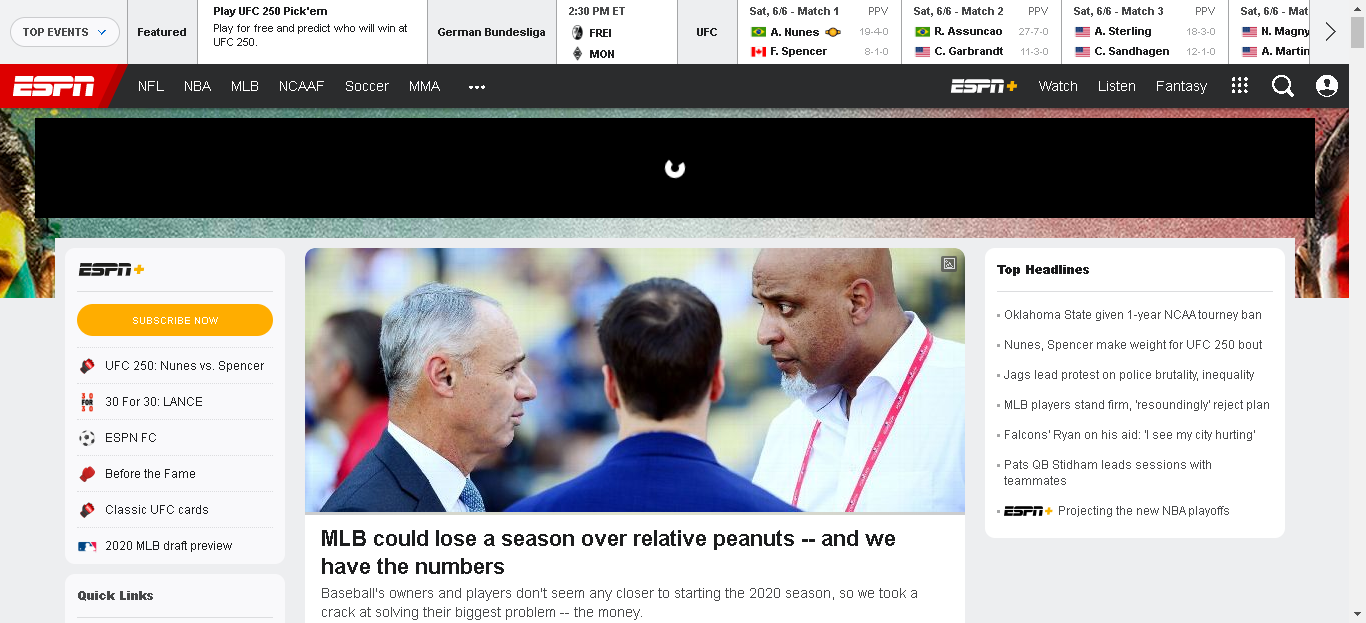 TOP EVENTS
Featured
Play UFC 250 Pick'em
Play for free and predict who will win at
UFC 250.
German Bundesliga
2:30 PM ET
FREI
MON
UFC
Sat, 6/6 - Match 1 PPV
A. Nunes 19-4-0
F. Spencer 8-1-0
Sat, 6/6 - Match 2 PPV
R. Assuncao 27-7-0
C. Garbrandt 11-3-0
Sat, 6/6 - Match 3 PPV
A. Sterling 18-3-0
C. Sandhagen 12-1-0
Sat, 6/6 - Mat
N. Magny
A. Martin
ESPN
NFL NBA MLB NCAAF Soccer MMA ...
ESPN+ Watch Listen Fantasy
ESPN+
SUBSCRIBE NOW
UFC 250: Nunes vs. Spencer
30 FOR 30
30 For 30: LANCE
ESPN FC
Before the Fame
Classic UFC cards
2020 MLB draft preview
Quick Links
MLB could lose a season over relative peanuts -- and we
have the numbers
Baseball's owners and players don't seem any closer to starting the 2020 season, so we took a
crack at solving their biggest problem -- the money.
Top Headlines
Oklahoma State given 1-year NCAA tourney ban
Nunes, Spencer make weight for UFC 250 bout
Jags lead protest on police brutality, inequality
MLB players stand firm, 'resoundingly' reject plan
Falcons' Ryan on his aid: 'I see my city hurting'
Pats QB Stidham leads sessions with
teammates
ESPN+ Projecting the new NBA playoffs